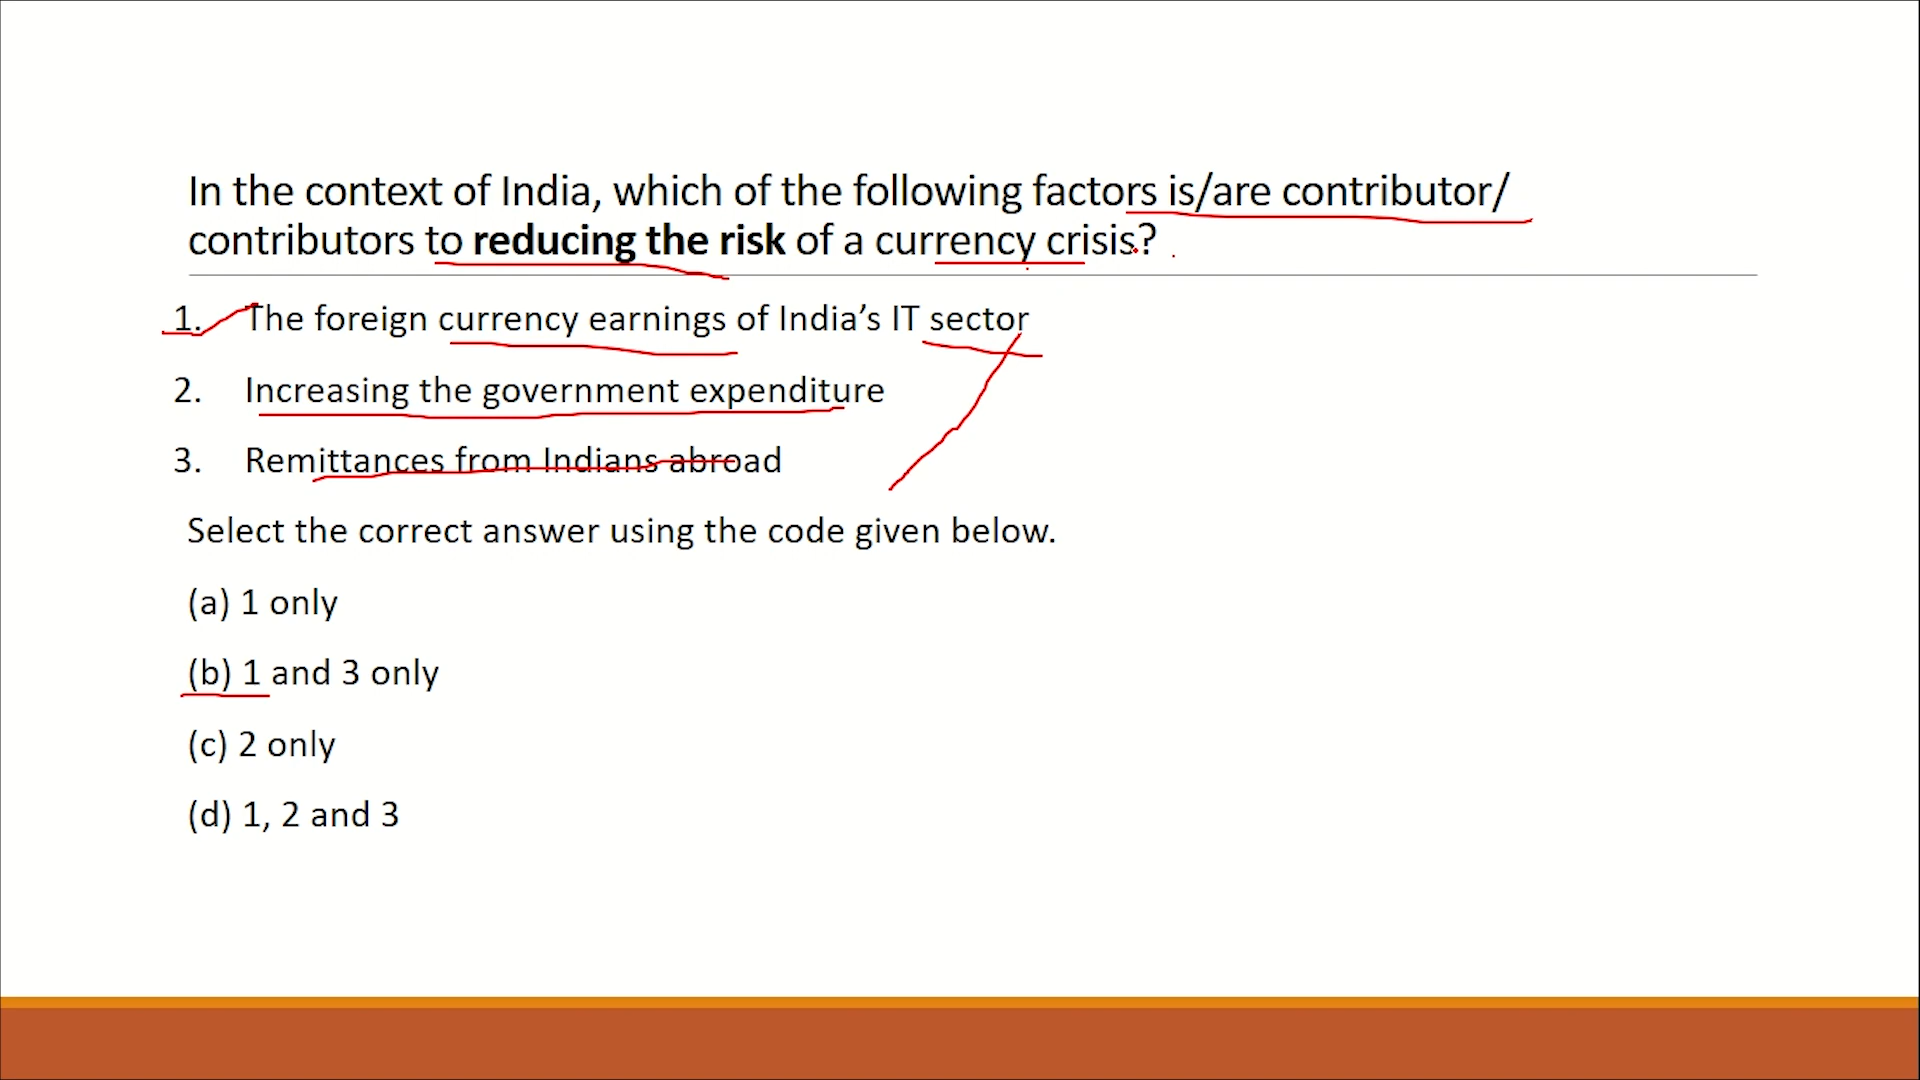 In the context of India, which of the following factors is/are contributor/
contributors to reducing the risk of a currency crisis?
1. The foreign currency earnings of India’s IT sector
2. Increasing the government expenditure
3. Remittances from Indians abroad
Select the correct answer using the code given below.
(a) 1 only
(b) 1 and 3 only
(c) 2 only
(d) 1, 2 and 3